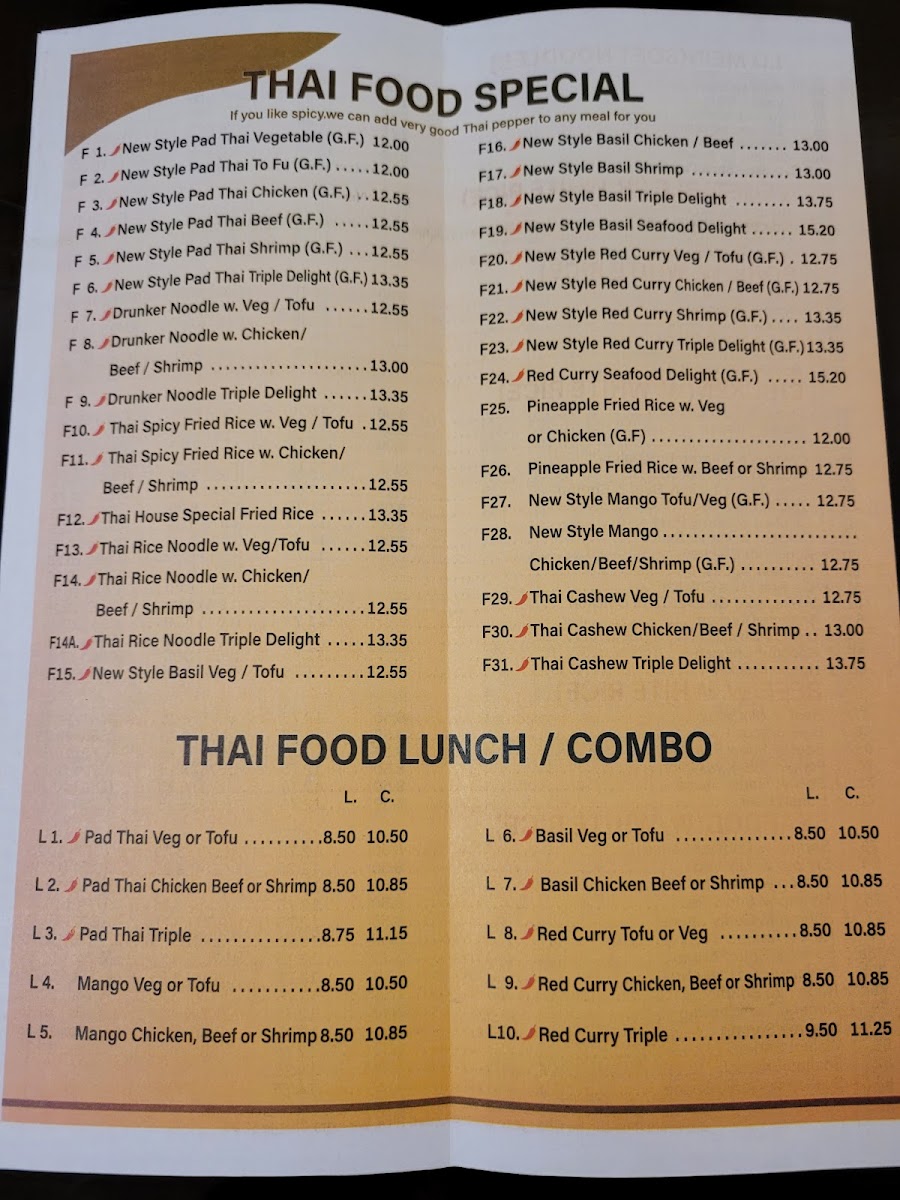 THAI FOOD SPECIAL
If you like spicy.we can add very good Thai pepper to any meal for you
F 1. New Style Pad Thai Vegetable (G.F.) 12.00
F 2. New Style Pad Thai To Fu (G.F.) ..... 12.00
F 3. New Style Pad Thai Chicken (G.F.) .. 12.55
F 4. New Style Pad Thai Beef (G.F.) ..... 12.55
F 5. New Style Pad Thai Shrimp (G.F.) ... 12.55
F 6. New Style Pad Thai Triple Delight (G.F.) 13.35
F 7. Drunker Noodle w. Veg / Tofu ...... 12.55
F 8. Drunker Noodle w. Chicken/
Beef / Shrimp .................... 13.00
F 9. Drunker Noodle Triple Delight ...... 13.35
F10. Thai Spicy Fried Rice w. Veg / Tofu . 12.55
F11. Thai Spicy Fried Rice w. Chicken/
Beef / Shrimp ..................... 12.55
F12. Thai House Special Fried Rice ...... 13.35
F13. Thai Rice Noodle w. Veg/Tofu ...... 12.55
F14. Thai Rice Noodle w. Chicken/
Beef / Shrimp ..................... 12.55
F14A. Thai Rice Noodle Triple Delight ..... 13.35
F15. New Style Basil Veg / Tofu ......... 12.55
F16. New Style Basil Chicken / Beef ....... 13.00
F17. New Style Basil Shrimp .............. 13.00
F18. New Style Basil Triple Delight ........ 13.75
F19. New Style Basil Seafood Delight ...... 15.20
F20. New Style Red Curry Veg / Tofu (G.F.) . 12.75
F21. New Style Red Curry Chicken / Beef (G.F.) 12.75
F22. New Style Red Curry Shrimp (G.F.) .... 13.35
F23. New Style Red Curry Triple Delight (G.F.) 13.35
F24. Red Curry Seafood Delight (G.F.) ..... 15.20
F25. Pineapple Fried Rice w. Veg
or Chicken (G.F) ...................... 12.00
F26. Pineapple Fried Rice w. Beef or Shrimp 12.75
F27. New Style Mango Tofu/Veg (G.F.) ..... 12.75
F28. New Style Mango .........................
Chicken/Beef/Shrimp (G.F.) .......... 12.75
F29. Thai Cashew Veg / Tofu .............. 12.75
F30. Thai Cashew Chicken/Beef / Shrimp .. 13.00
F31. Thai Cashew Triple Delight ........... 13.75
THAI FOOD LUNCH / COMBO
L. C.
L 1. Pad Thai Veg or Tofu .......... 8.50 10.50
L 2. Pad Thai Chicken Beef or Shrimp 8.50 10.85
L 3. Pad Thai Triple ............... 8.75 11.15
L 4. Mango Veg or Tofu ........... 8.50 10.50
L 5. Mango Chicken, Beef or Shrimp 8.50 10.85
L. C.
L 6. Basil Veg or Tofu ............... 8.50 10.50
L 7. Basil Chicken Beef or Shrimp ... 8.50 10.85
L 8. Red Curry Tofu or Veg .......... 8.50 10.85
L 9. Red Curry Chicken, Beef or Shrimp 8.50 10.85
L10. Red Curry Triple ................ 9.50 11.25